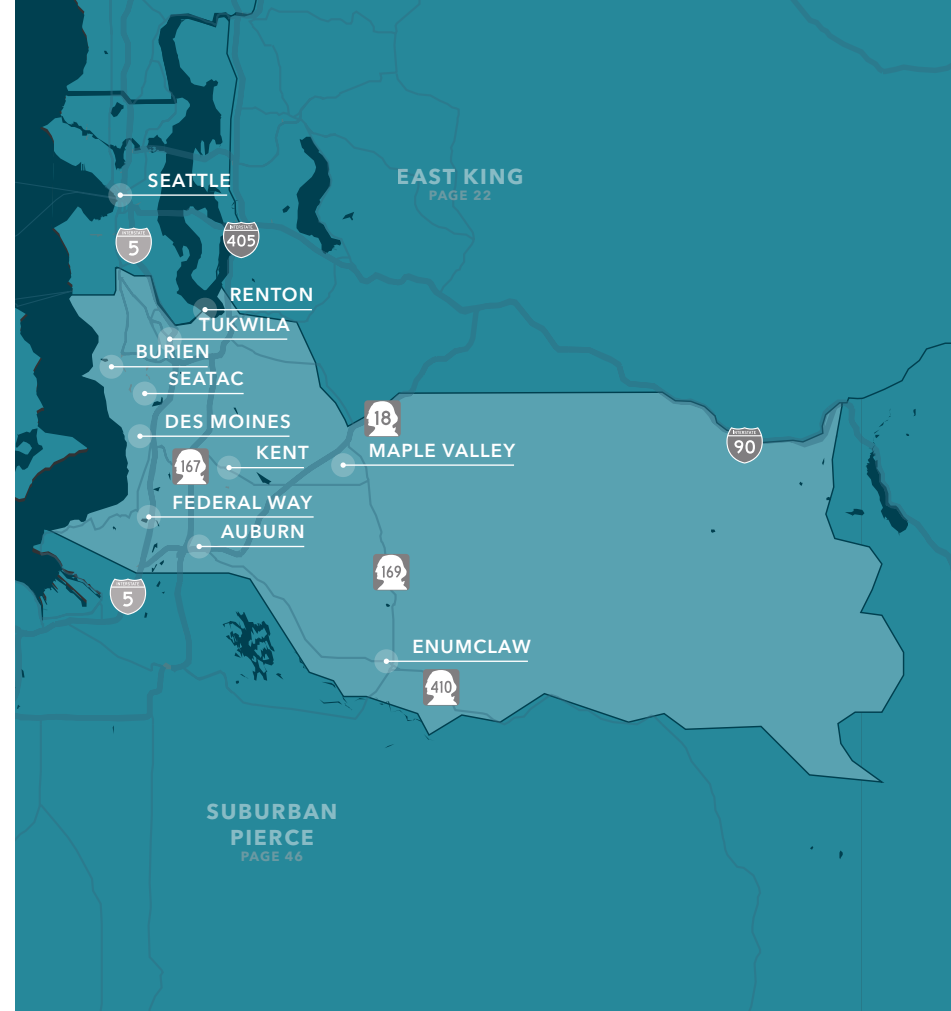 EAST KING
PAGE 22
SEATTLE
INTERSTATE
5
INTERSTATE
405
RENTON
TUKWILA
BURIEN
SEATAC
18
DES MOINES
INTERSTATE
90
KENT
MAPLE VALLEY
167
FEDERAL WAY
AUBURN
169
INTERSTATE
5
ENUMCLAW
410
SUBURBAN
PIERCE
PAGE 46